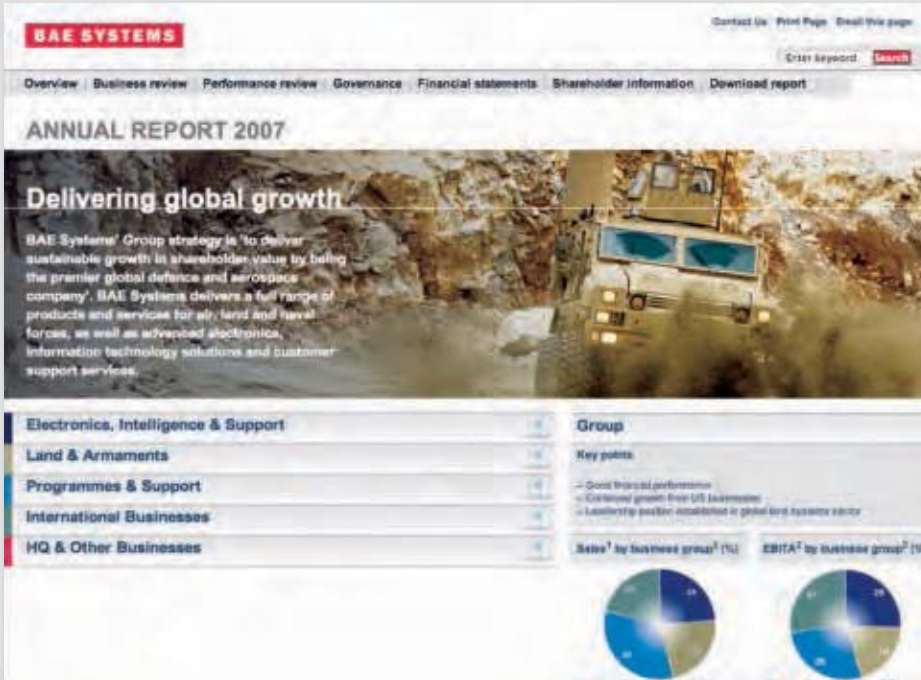 BAE SYSTEMS
Contact Us Print Page Email this page
Enter keyword Search
Overview Business review Performance review Governance Financial statements Shareholder information Download report
ANNUAL REPORT 2007
Delivering global growth
BAE Systems' Group strategy is 'to deliver
sustainable growth in shareholder value by being
the premier global defence and aerospace
company'. BAE Systems delivers a full range of
products and services for air, land and naval
forces, as well as advanced electronics,
information technology solutions and customer
support services.
Electronics, Intelligence & Support
Land & Armaments
Programmes & Support
International Businesses
HQ & Other Businesses
Group
Key points
– Good financial performance
– Continued growth from US businesses
– Leadership position established in global land systems sector
Sales¹ by business group² (%)
EBITA² by business group²